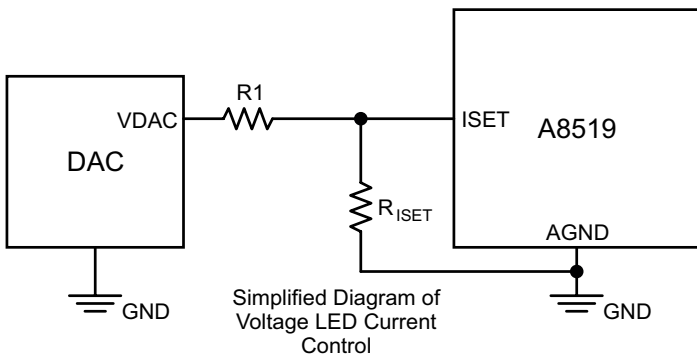 R1
VDAC
ISET
A8519
DAC
RISET
AGND
GND
GND
Simplified Diagram of
Voltage LED Current
Control